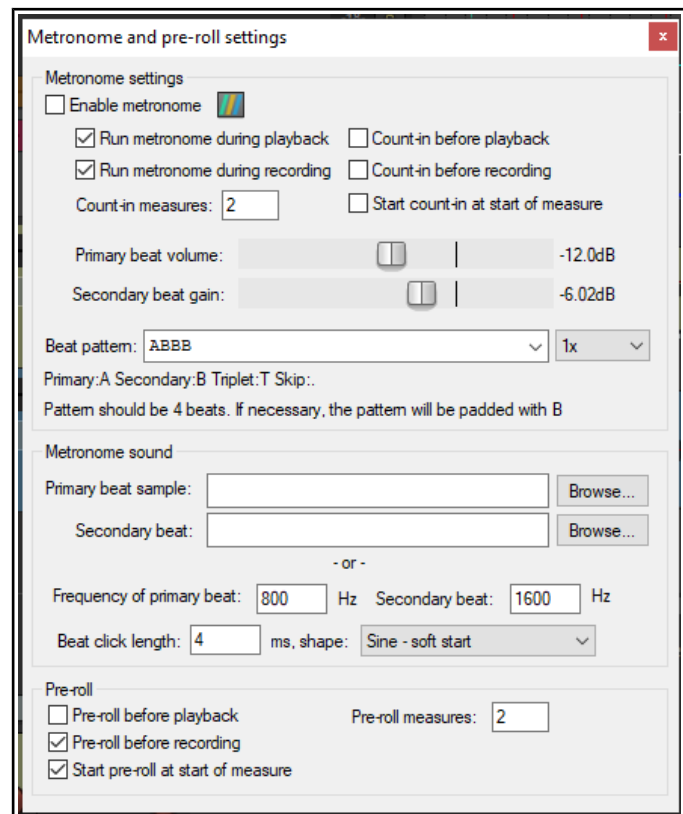 Metronome and pre-roll settings
x
Metronome settings
Enable metronome
Run metronome during playback Count-in before playback
Run metronome during recording Count-in before recording
Count-in measures: 2 Start count-in at start of measure
Primary beat volume: -12.0dB
Secondary beat gain: -6.02dB
Beat pattern: ABBB 1x
Primary:A Secondary:B Triplet:T Skip:.
Pattern should be 4 beats. If necessary, the pattern will be padded with B
Metronome sound
Primary beat sample: Browse...
Secondary beat: Browse...
- or -
Frequency of primary beat: 800 Hz Secondary beat: 1600 Hz
Beat click length: 4 ms, shape: Sine - soft start
Pre-roll
Pre-roll before playback Pre-roll measures: 2
Pre-roll before recording
Start pre-roll at start of measure